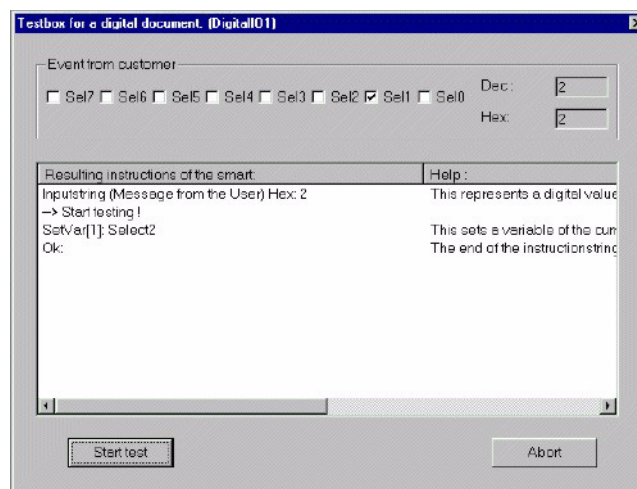 Testbox for a digital document. (DigitalIO1)
Event from customer
Sel7 Sel6 Sel5 Sel4 Sel3 Sel2 Sel1 Sel0
Dec: 2
Hex: 2
Resulting instructions of the smart: Help:
Inputstring (Message from the User) Hex: 2 This represents a digital value
--> Start testing !
SetVar[1]: Select2 This sets a variable of the curr
Ok: The end of the instructionstring
Start test Abort